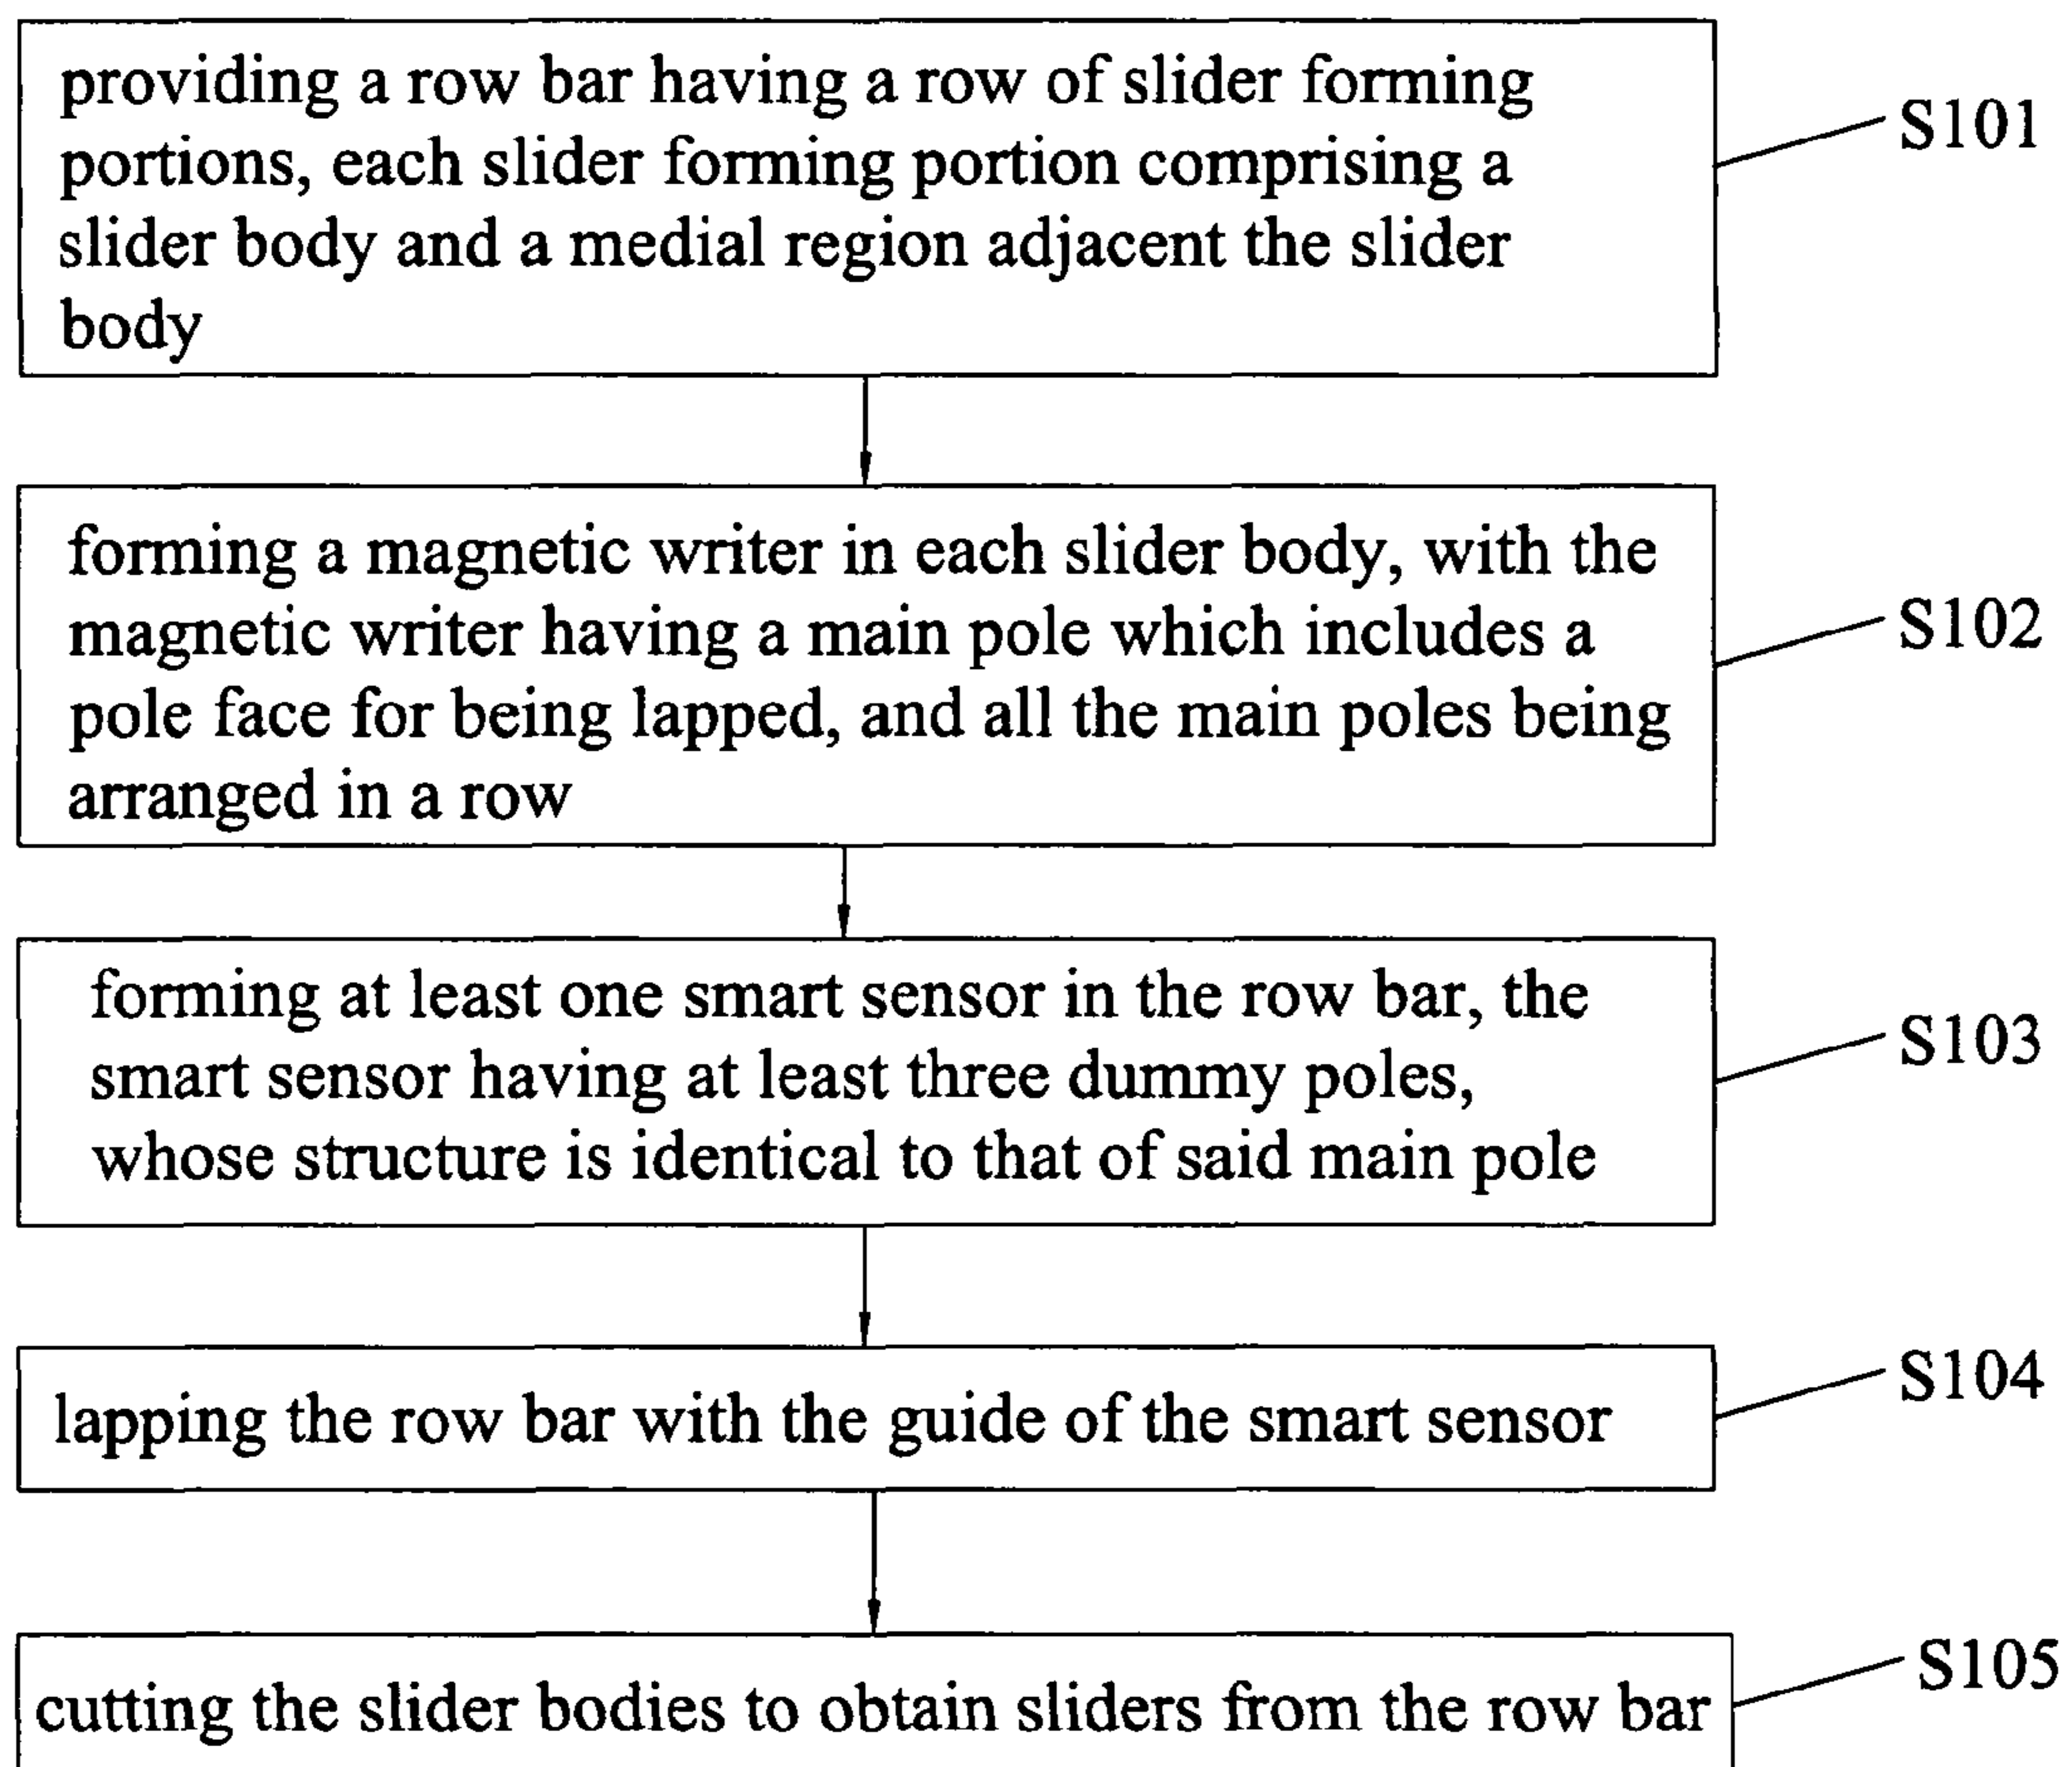 providing a row bar having a row of slider forming
portions, each slider forming portion comprising a
slider body and a medial region adjacent the slider
body
S101
forming a magnetic writer in each slider body, with the
magnetic writer having a main pole which includes a
pole face for being lapped, and all the main poles being
arranged in a row
S102
forming at least one smart sensor in the row bar, the
smart sensor having at least three dummy poles,
whose structure is identical to that of said main pole
S103
lapping the row bar with the guide of the smart sensor
S104
cutting the slider bodies to obtain sliders from the row bar
S105